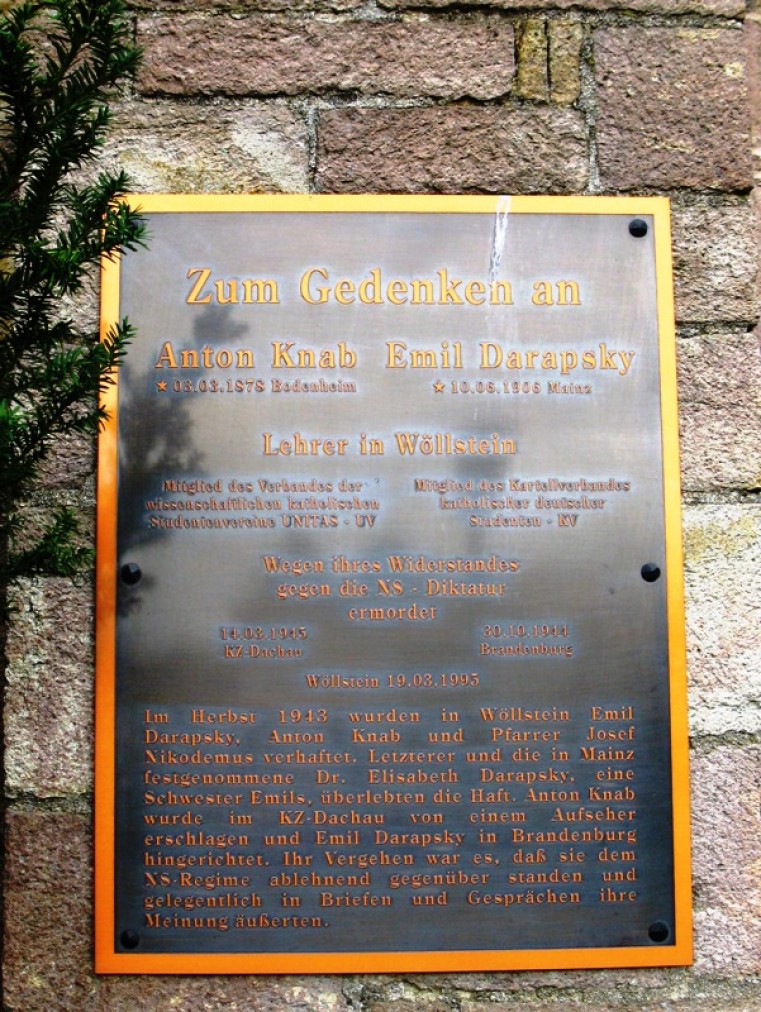 Zum Gedenken an
Anton Knab Emil Darapsky
★ 03.03.1878 Bodenheim ★ 10.06.1906 Mainz
Lehrer in Wöllstein
Mitglied des Verbandes der Mitglied des Kartellverbandes
wissenschaftlichen katholischen katholischer deutscher
Studentenvereine UNITAS - UV Studenten - KV
Wegen ihres Widerstandes
gegen die NS - Diktatur
ermordet
14.03.1945 30.10.1944
KZ-Dachau Brandenburg
Wöllstein 19.03.1995
Im Herbst 1943 wurden in Wöllstein Emil
Darapsky, Anton Knab und Pfarrer Josef
Nikodemus verhaftet. Letzterer und die in Mainz
festgenommene Dr. Elisabeth Darapsky, eine
Schwester Emils, überlebten die Haft. Anton Knab
wurde im KZ-Dachau von einem Aufseher
erschlagen und Emil Darapsky in Brandenburg
hingerichtet. Ihr Vergehen war es, daß sie dem
NS-Regime ablehnend gegenüber standen und
gelegentlich in Briefen und Gesprächen ihre
Meinung äußerten.